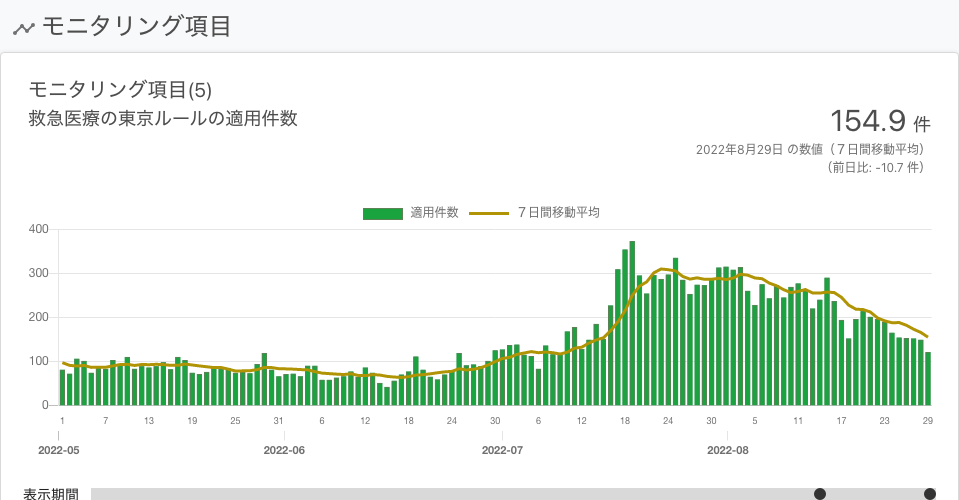 モニタリング項目
モニタリング項目(5)
救急医療の東京ルールの適用件数
154.9 件
2022年8月29日 の数値（７日間移動平均）
（前日比: -10.7 件）
適用件数 ７日間移動平均
400
300
200
100
0
1 7 13 19 25 31 6 12 18 24 30 6 12 18 24 30 5 11 17 23 29
2022-05 2022-06 2022-07 2022-08
表示期間